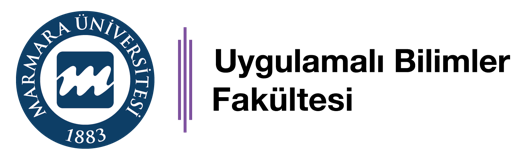 MARMARA ÜNİVERSİTESİ
m
1883
Uygulamalı Bilimler
Fakültesi